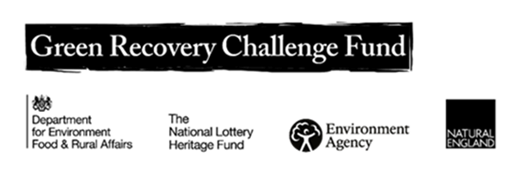 Green Recovery Challenge Fund
Department
for Environment
Food & Rural Affairs
The
National Lottery
Heritage Fund
Environment
Agency
NATURAL
ENGLAND